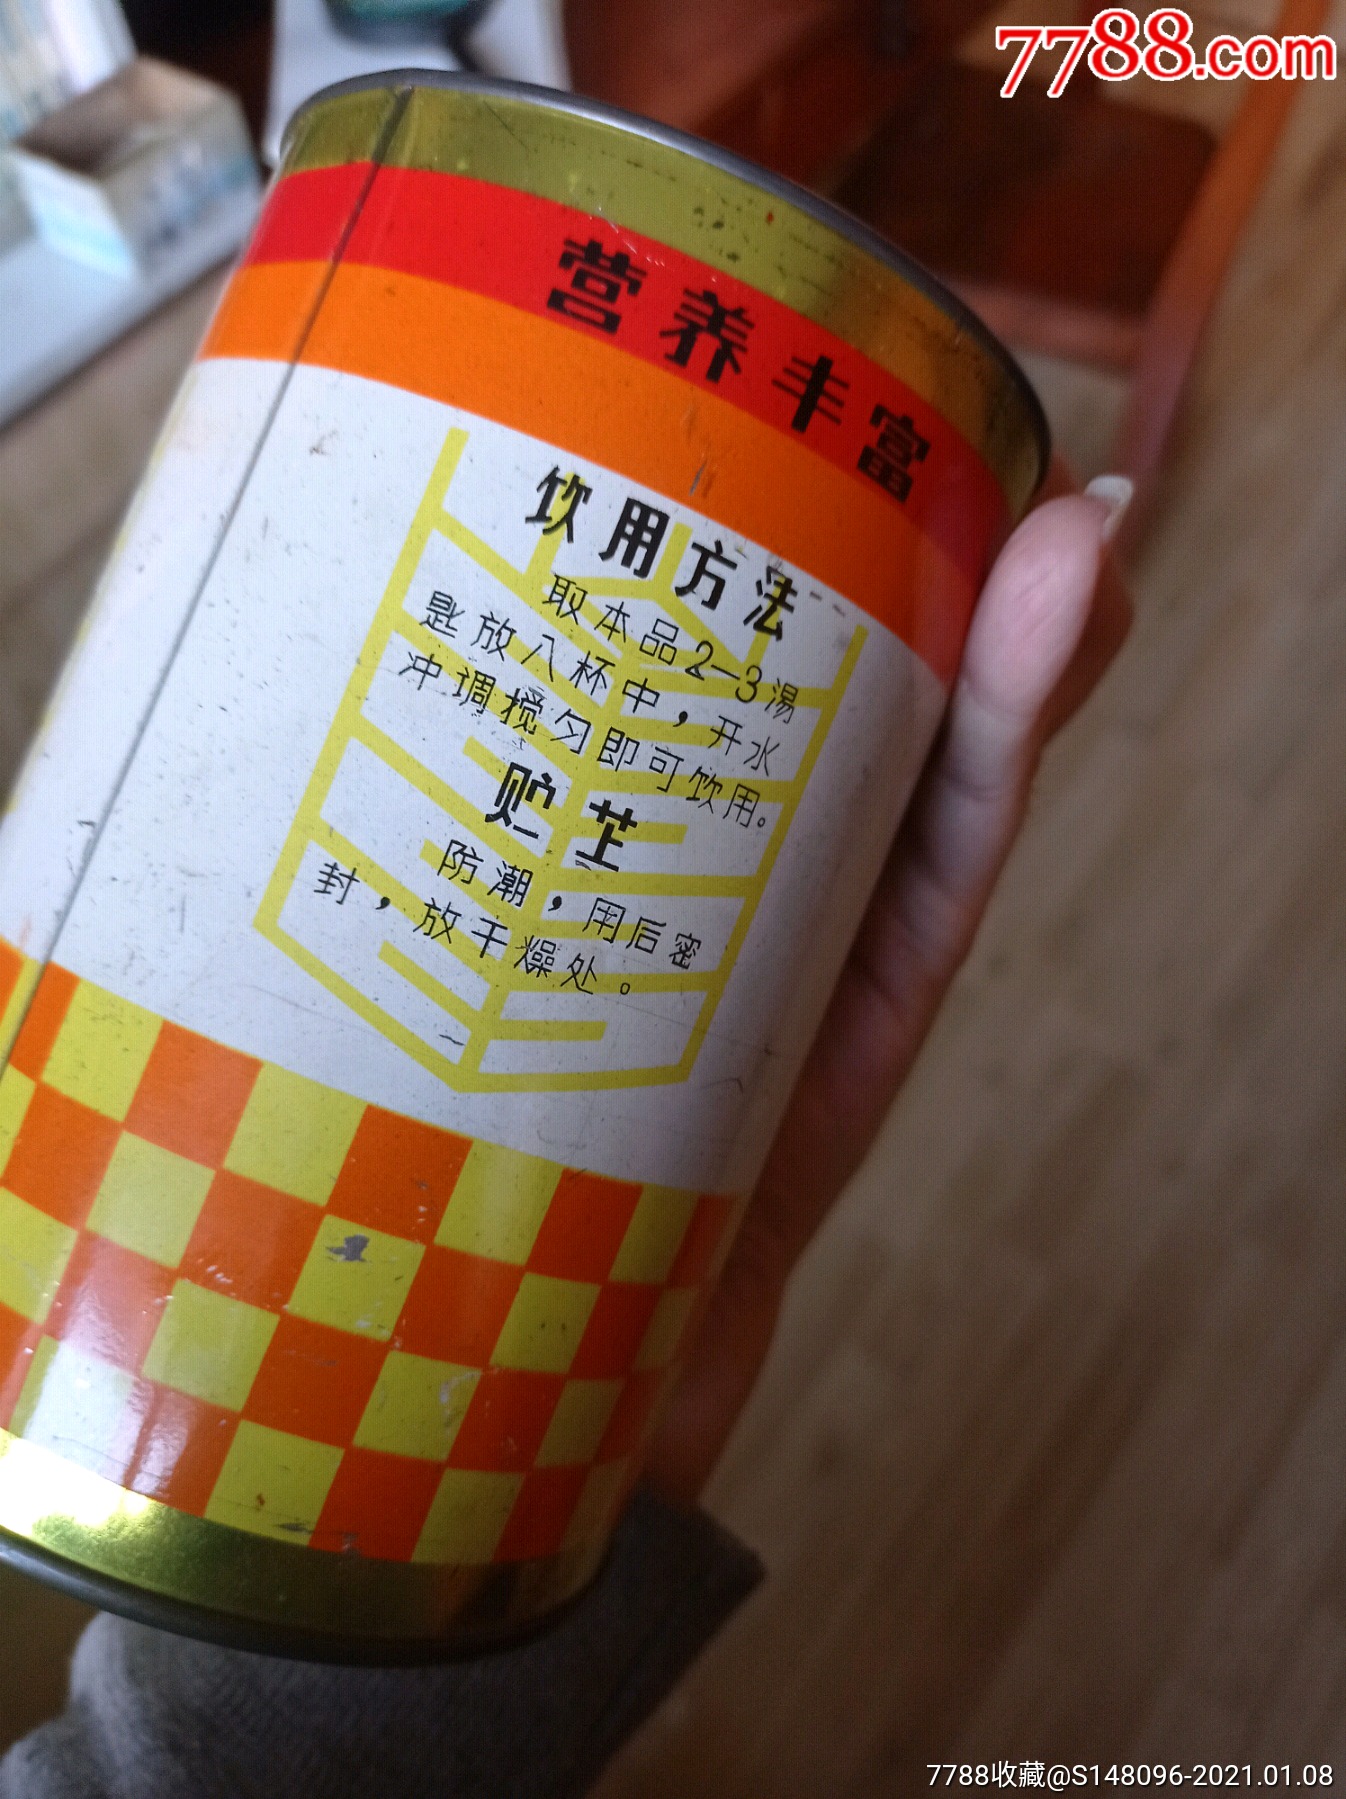 7788.com
营养丰富
饮用方法
取本品2—3湯
匙放入杯中，开水
冲调搅匀即可饮用。
贮芷
防潮，用后密
封，放干燥处。
7788收藏@S148096-2021.01.08